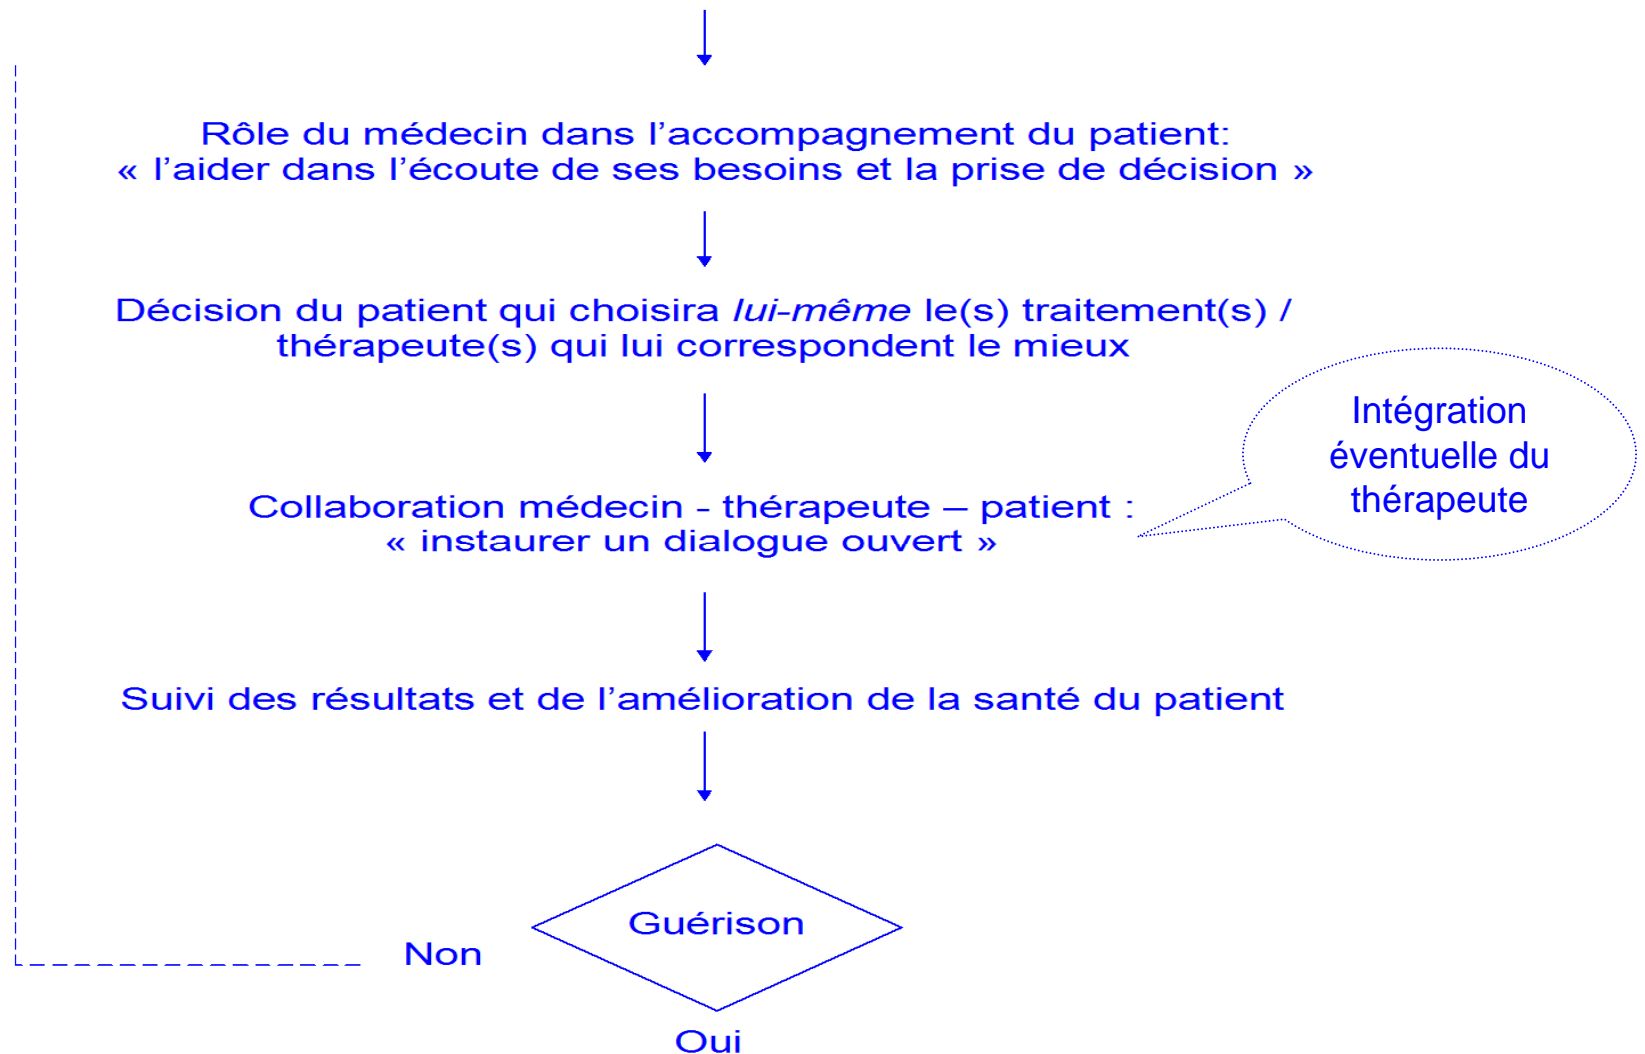 Rôle du médecin dans l’accompagnement du patient:
« l’aider dans l’écoute de ses besoins et la prise de décision »
Décision du patient qui choisira lui-même le(s) traitement(s) /
thérapeute(s) qui lui correspondent le mieux
Intégration
éventuelle du
thérapeute
Collaboration médecin - thérapeute – patient :
« instaurer un dialogue ouvert »
Suivi des résultats et de l’amélioration de la santé du patient
Guérison
Non
Oui